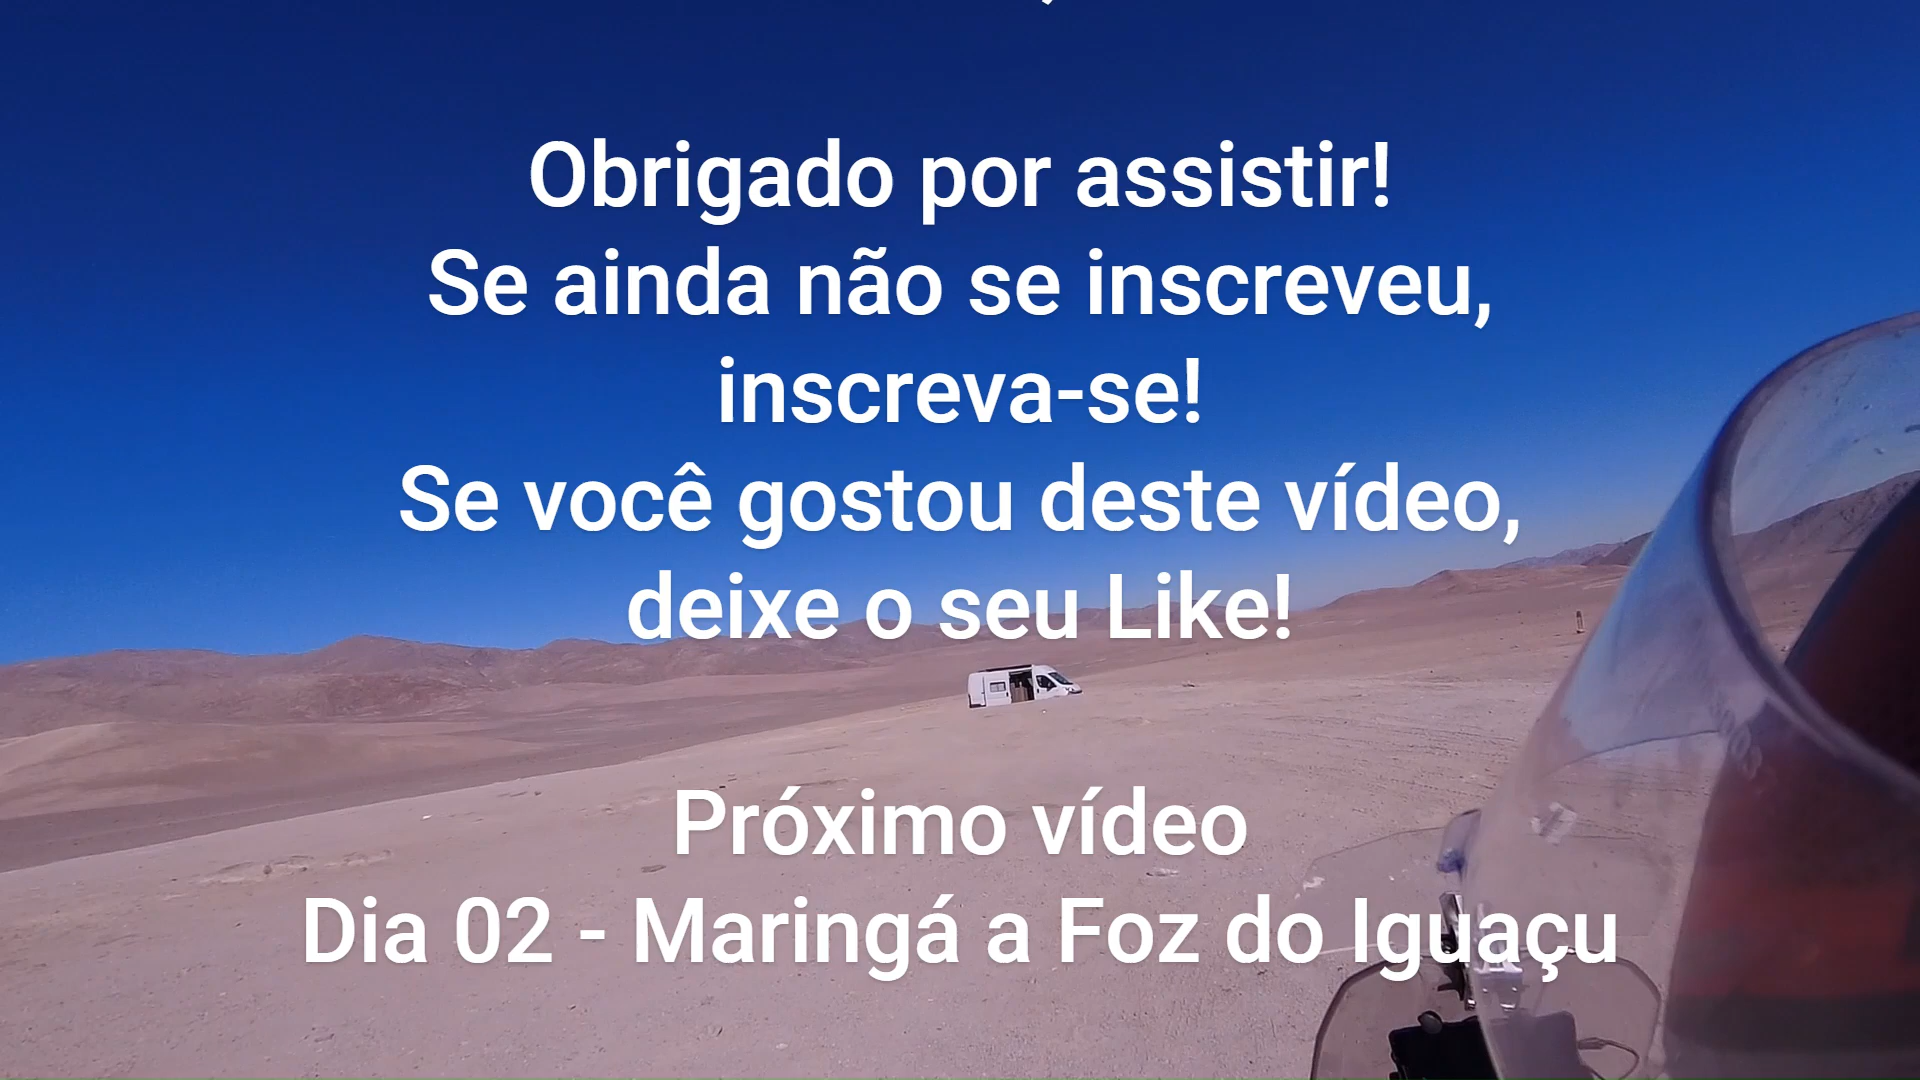 Obrigado por assistir!
Se ainda não se inscreveu,
inscreva-se!
Se você gostou deste vídeo,
deixe o seu Like!
Próximo vídeo
Dia 02 - Maringá a Foz do Iguaçu